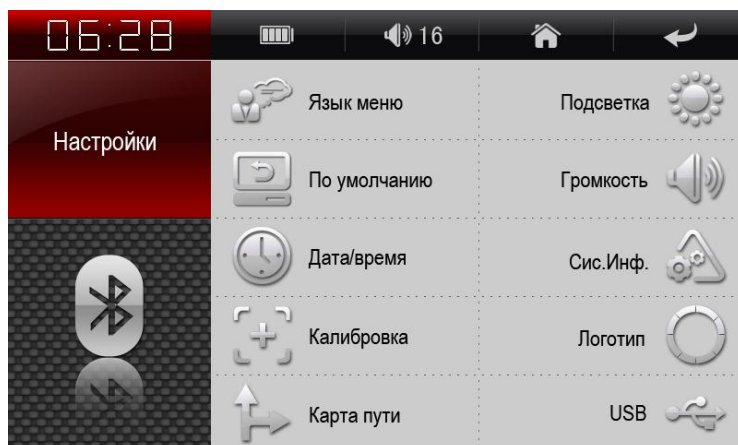 06:28
16
Настройки
Язык меню
Подсветка
По умолчанию
Громкость
Дата/время
Сис.Инф.
Калибровка
Логотип
Карта пути
USB